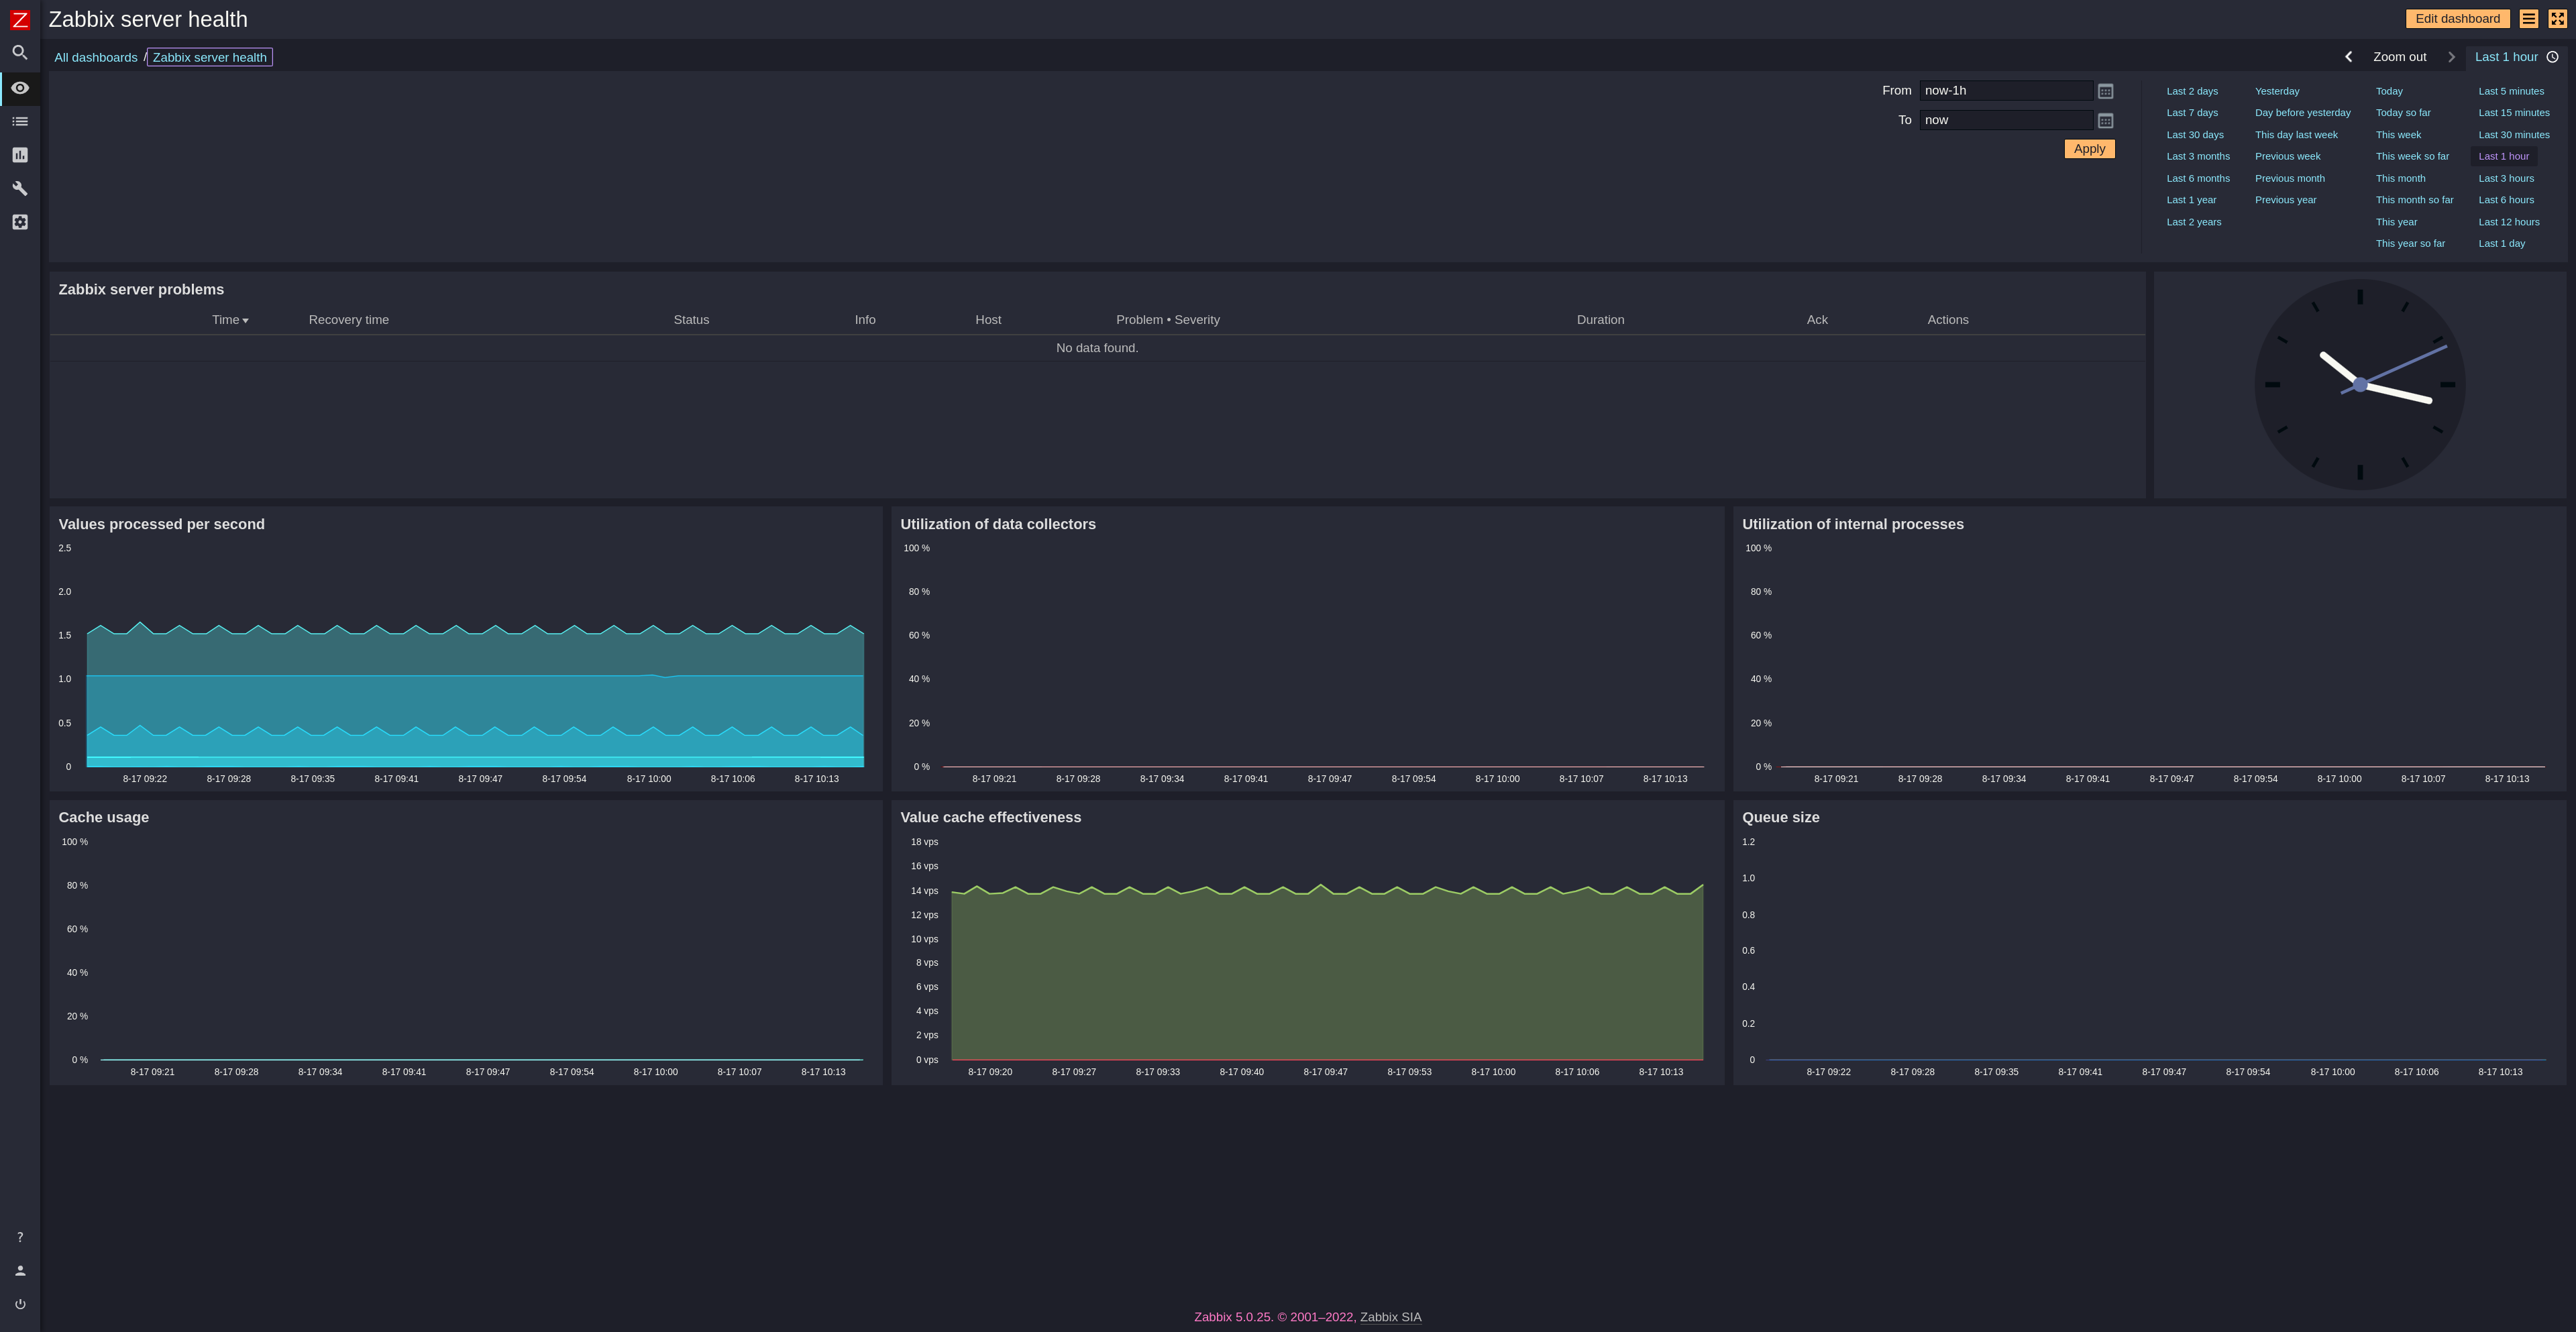 Z
Zabbix server health
Edit dashboard
All dashboards / Zabbix server health
Zoom out
Last 1 hour
From now-1h
To now
Apply
Last 2 days Yesterday Today Last 5 minutes
Last 7 days Day before yesterday Today so far Last 15 minutes
Last 30 days This day last week This week Last 30 minutes
Last 3 months Previous week This week so far Last 1 hour
Last 6 months Previous month This month Last 3 hours
Last 1 year Previous year This month so far Last 6 hours
Last 2 years This year Last 12 hours
This year so far Last 1 day
Zabbix server problems
Time Recovery time Status Info Host Problem • Severity Duration Ack Actions
No data found.
Values processed per second
2.5
2.0
1.5
1.0
0.5
0
8-17 09:22 8-17 09:28 8-17 09:35 8-17 09:41 8-17 09:47 8-17 09:54 8-17 10:00 8-17 10:06 8-17 10:13
Utilization of data collectors
100 %
80 %
60 %
40 %
20 %
0 %
8-17 09:21 8-17 09:28 8-17 09:34 8-17 09:41 8-17 09:47 8-17 09:54 8-17 10:00 8-17 10:07 8-17 10:13
Utilization of internal processes
100 %
80 %
60 %
40 %
20 %
0 %
8-17 09:21 8-17 09:28 8-17 09:34 8-17 09:41 8-17 09:47 8-17 09:54 8-17 10:00 8-17 10:07 8-17 10:13
Cache usage
100 %
80 %
60 %
40 %
20 %
0 %
8-17 09:21 8-17 09:28 8-17 09:34 8-17 09:41 8-17 09:47 8-17 09:54 8-17 10:00 8-17 10:07 8-17 10:13
Value cache effectiveness
18 vps
16 vps
14 vps
12 vps
10 vps
8 vps
6 vps
4 vps
2 vps
0 vps
8-17 09:20 8-17 09:27 8-17 09:33 8-17 09:40 8-17 09:47 8-17 09:53 8-17 10:00 8-17 10:06 8-17 10:13
Queue size
1.2
1.0
0.8
0.6
0.4
0.2
0
8-17 09:22 8-17 09:28 8-17 09:35 8-17 09:41 8-17 09:47 8-17 09:54 8-17 10:00 8-17 10:06 8-17 10:13
?
Zabbix 5.0.25. © 2001–2022, Zabbix SIA